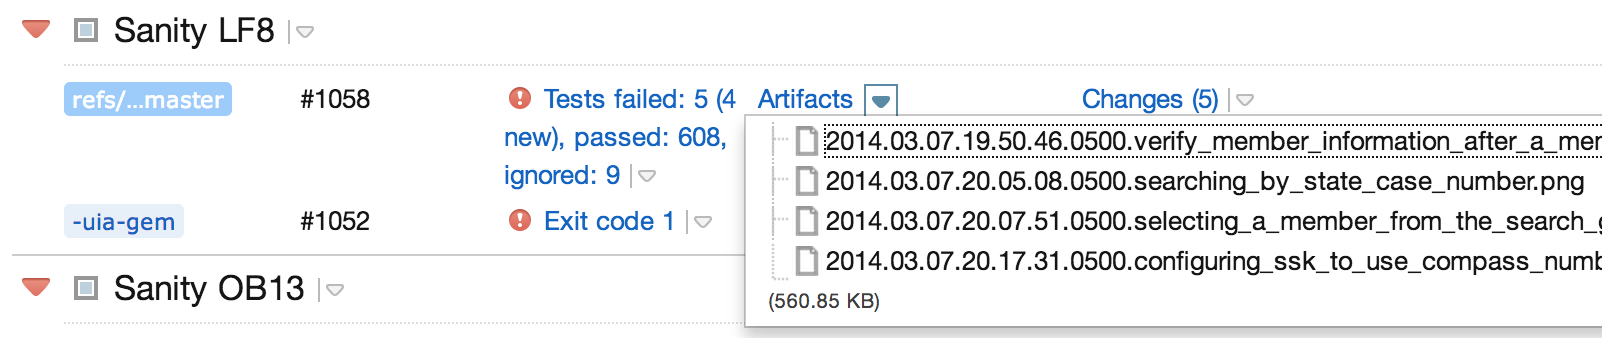 Sanity LF8
refs/...master #1058 Tests failed: 5 (4 Artifacts Changes (5)
new), passed: 608,
ignored: 9
-uia-gem #1052 Exit code 1
2014.03.07.19.50.46.0500.verify_member_information_after_a_mer
2014.03.07.20.05.08.0500.searching_by_state_case_number.png
2014.03.07.20.07.51.0500.selecting_a_member_from_the_search_g
2014.03.07.20.17.31.0500.configuring_ssk_to_use_compass_numb
(560.85 KB)
Sanity OB13